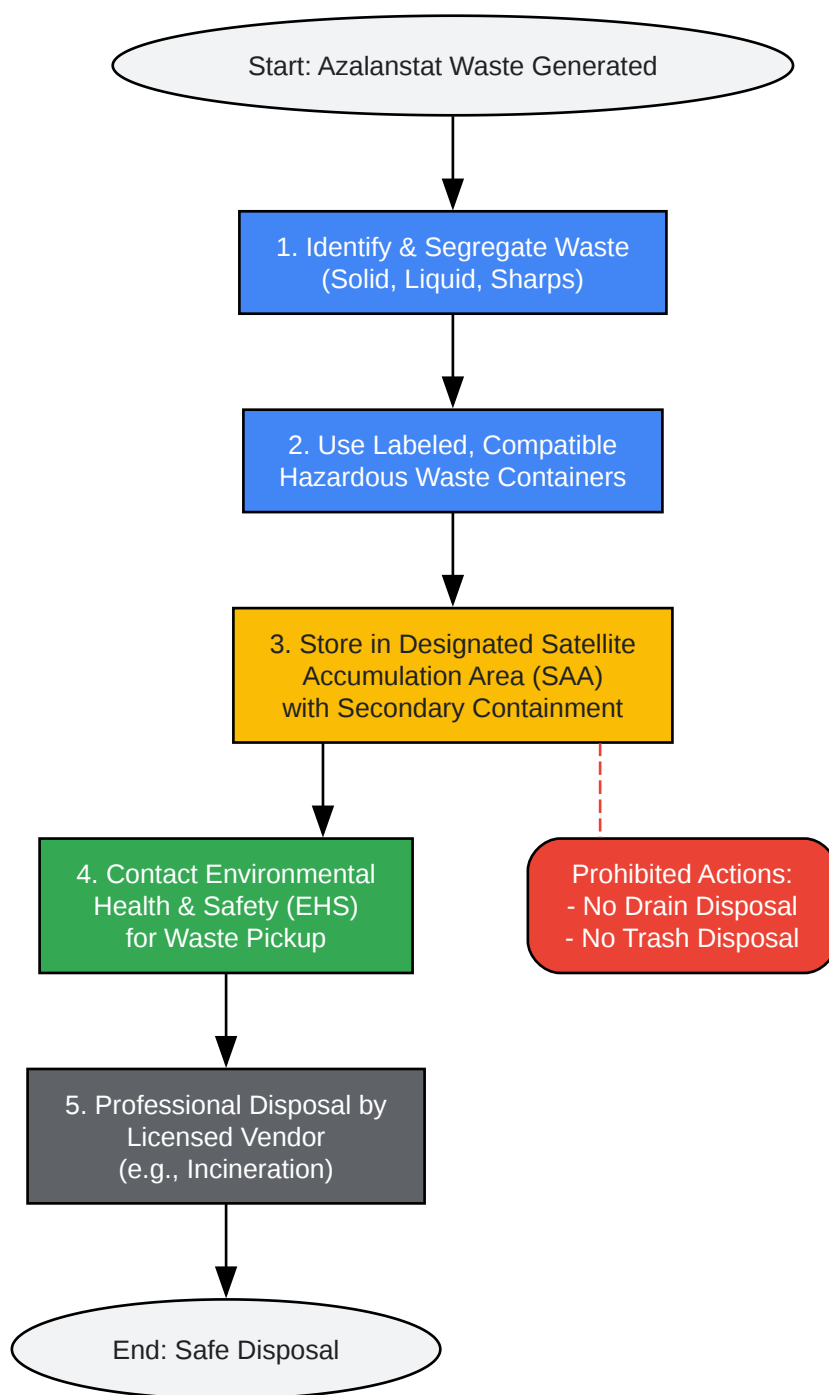 Start: Azalanstat Waste Generated
1. Identify & Segregate Waste
(Solid, Liquid, Sharps)
2. Use Labeled, Compatible
Hazardous Waste Containers
3. Store in Designated Satellite
Accumulation Area (SAA)
with Secondary Containment
4. Contact Environmental
Health & Safety (EHS)
for Waste Pickup
Prohibited Actions:
- No Drain Disposal
- No Trash Disposal
5. Professional Disposal by
Licensed Vendor
(e.g., Incineration)
End: Safe Disposal